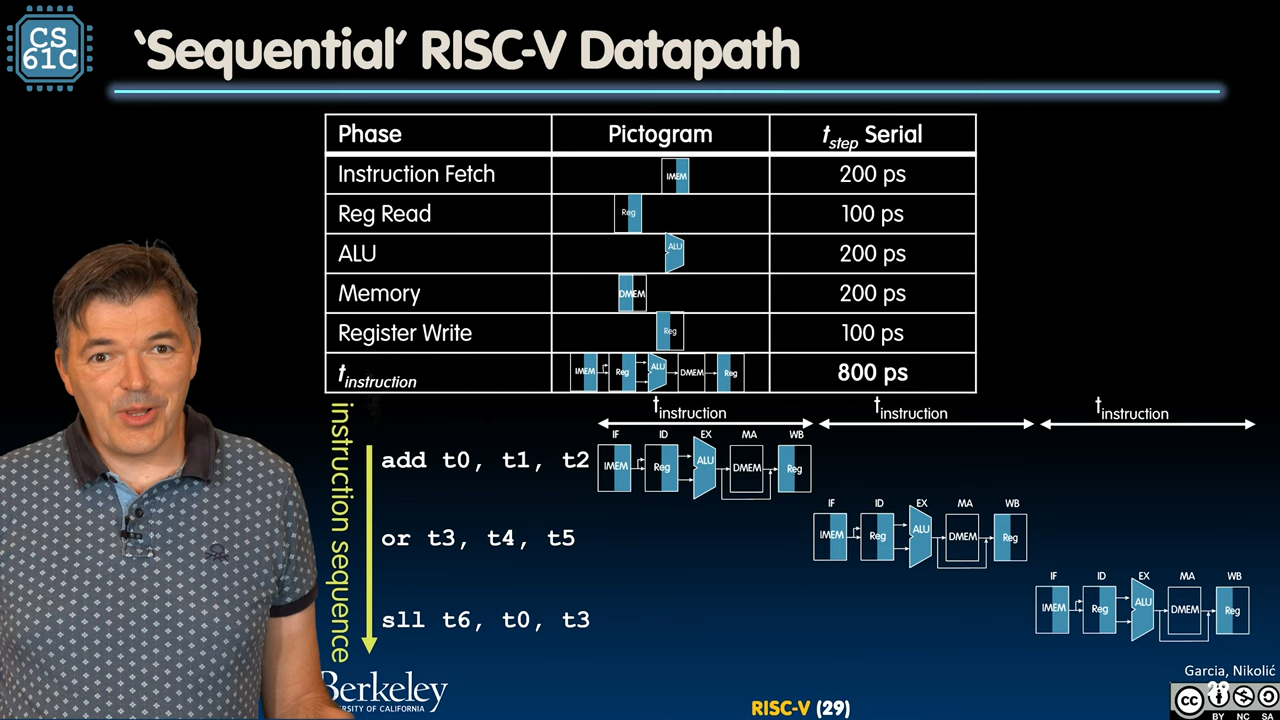 CS
61C
‘Sequential’ RISC-V Datapath
Phase Pictogram tstep Serial
Instruction Fetch IMEM 200 ps
Reg Read Reg 100 ps
ALU ALU 200 ps
Memory DMEM 200 ps
Register Write Reg 100 ps
tinstruction IMEM Reg ALU DMEM Reg 800 ps
instruction sequence
tinstruction tinstruction tinstruction
IF ID EX MA WB
add t0, t1, t2 IMEM Reg ALU DMEM Reg
IF ID EX MA WB
or t3, t4, t5 IMEM Reg ALU DMEM Reg
IF ID EX MA WB
sll t6, t0, t3 IMEM Reg ALU DMEM Reg
Berkeley
UNIVERSITY OF CALIFORNIA
RISC-V (29)
Garcia, Nikolić
29
cc
BY NC SA